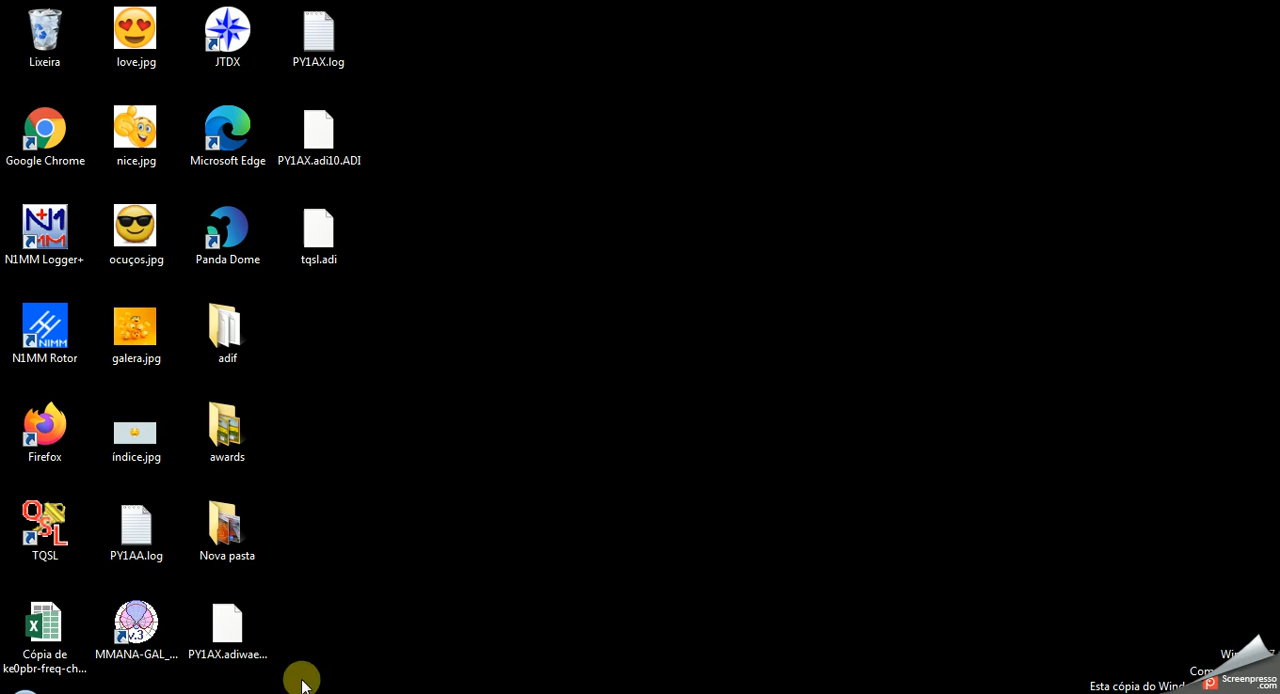 Lixeira
love.jpg
JTDX
PY1AX.log
Google Chrome
nice.jpg
Microsoft Edge
PY1AX.adi10.ADI
N1MM Logger+
ocuços.jpg
Panda Dome
tqsl.adi
N1MM Rotor
galera.jpg
adif
Firefox
índice.jpg
awards
TQSL
PY1AA.log
Nova pasta
Cópia de
ke0pbr-freq-ch...
MMANA-GAL_...
PY1AX.adiwae...
Esta cópia do Wind
Screenpresso
.com